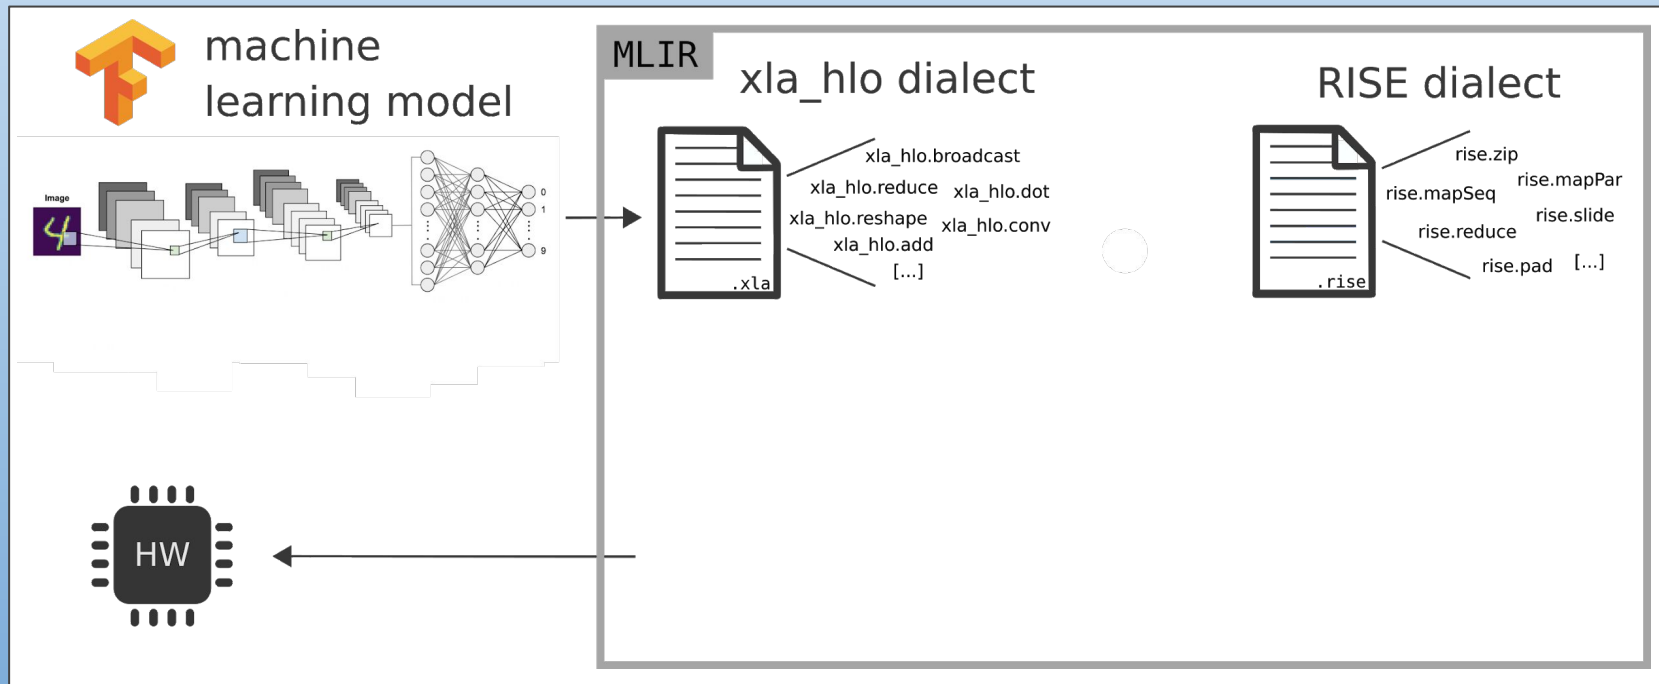 machine
learning model
Image
0
1
9
MLIR
xla_hlo dialect
xla_hlo.broadcast
xla_hlo.reduce
xla_hlo.dot
xla_hlo.reshape
xla_hlo.conv
xla_hlo.add
[...]
.xla
RISE dialect
rise.zip
rise.mapPar
rise.mapSeq
rise.slide
rise.reduce
rise.pad
[...]
.rise
HW